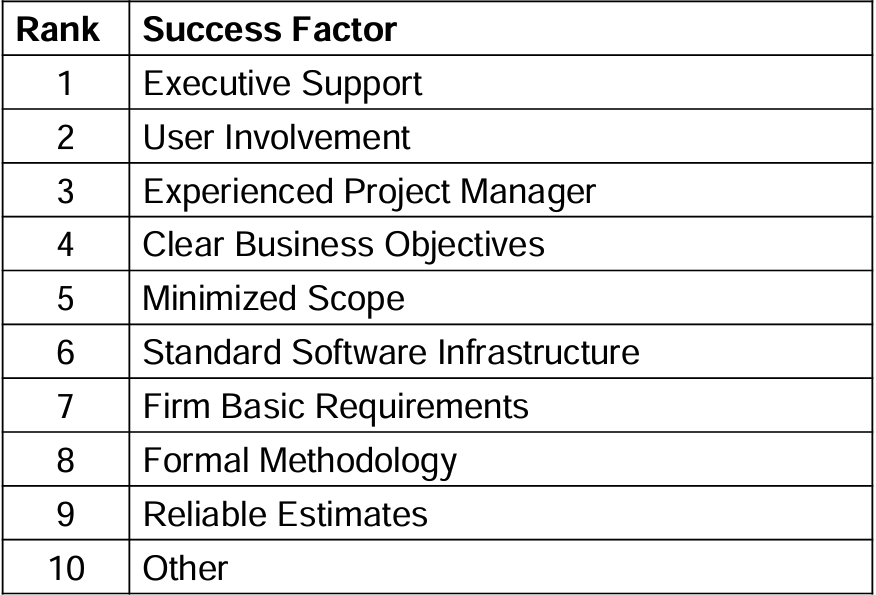 Rank Success Factor
1 Executive Support
2 User Involvement
3 Experienced Project Manager
4 Clear Business Objectives
5 Minimized Scope
6 Standard Software Infrastructure
7 Firm Basic Requirements
8 Formal Methodology
9 Reliable Estimates
10 Other